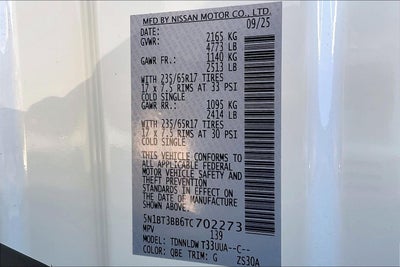 MFD BY NISSAN MOTOR CO., LTD.
DATE: 09/25
GVWR: 2165 KG
4773 LB
GAWR FR.: 1140 KG
2513 LB
WITH 235/65R17 TIRES
17 x 7.5 RIMS AT 33 PSI
COLD SINGLE
GAWR RR.: 1095 KG
2414 LB
WITH 235/65R17 TIRES
17 x 7.5 RIMS AT 30 PSI
COLD SINGLE
THIS VEHICLE CONFORMS TO
ALL APPLICABLE FEDERAL
MOTOR VEHICLE SAFETY AND
THEFT PREVENTION
STANDARDS IN EFFECT ON
THE DATE OF MANUFACTURE
SHOWN ABOVE.
5N1BT3BB6TC702273
MPV 139
MODEL: TDNNLDWT33UUA--C--
COLOR: QBE TRIM: G ZS30A